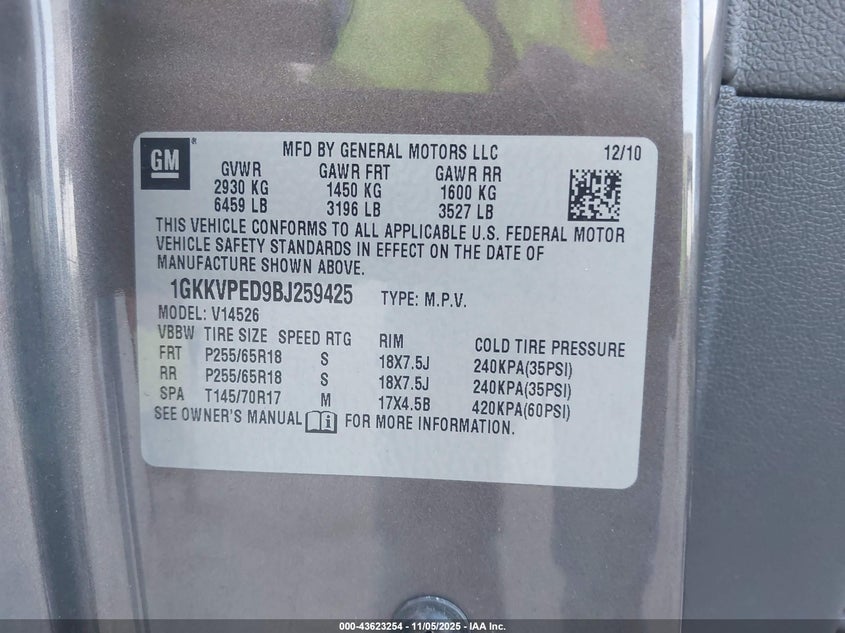 GM ® MFD BY GENERAL MOTORS LLC 12/10
GVWR GAWR FRT GAWR RR
2930 KG 1450 KG 1600 KG
6459 LB 3196 LB 3527 LB
THIS VEHICLE CONFORMS TO ALL APPLICABLE U.S. FEDERAL MOTOR
VEHICLE SAFETY STANDARDS IN EFFECT ON THE DATE OF
MANUFACTURE SHOWN ABOVE.
1GKKVPED9BJ259425 TYPE: M.P.V.
MODEL: V14526
VBBW TIRE SIZE SPEED RTG RIM COLD TIRE PRESSURE
FRT P255/65R18 S 18X7.5J 240KPA(35PSI)
RR P255/65R18 S 18X7.5J 240KPA(35PSI)
SPA T145/70R17 M 17X4.5B 420KPA(60PSI)
SEE OWNER'S MANUAL i FOR MORE INFORMATION.
000-43623254 - 11/05/2025 - IAA Inc.